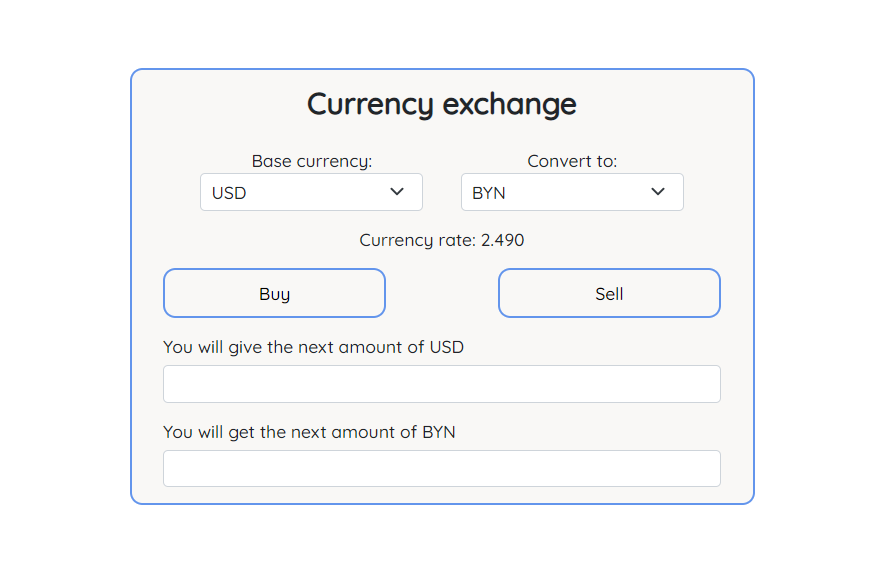 Currency exchange
Base currency: Convert to:
USD BYN
Currency rate: 2.490
Buy Sell
You will give the next amount of USD
You will get the next amount of BYN